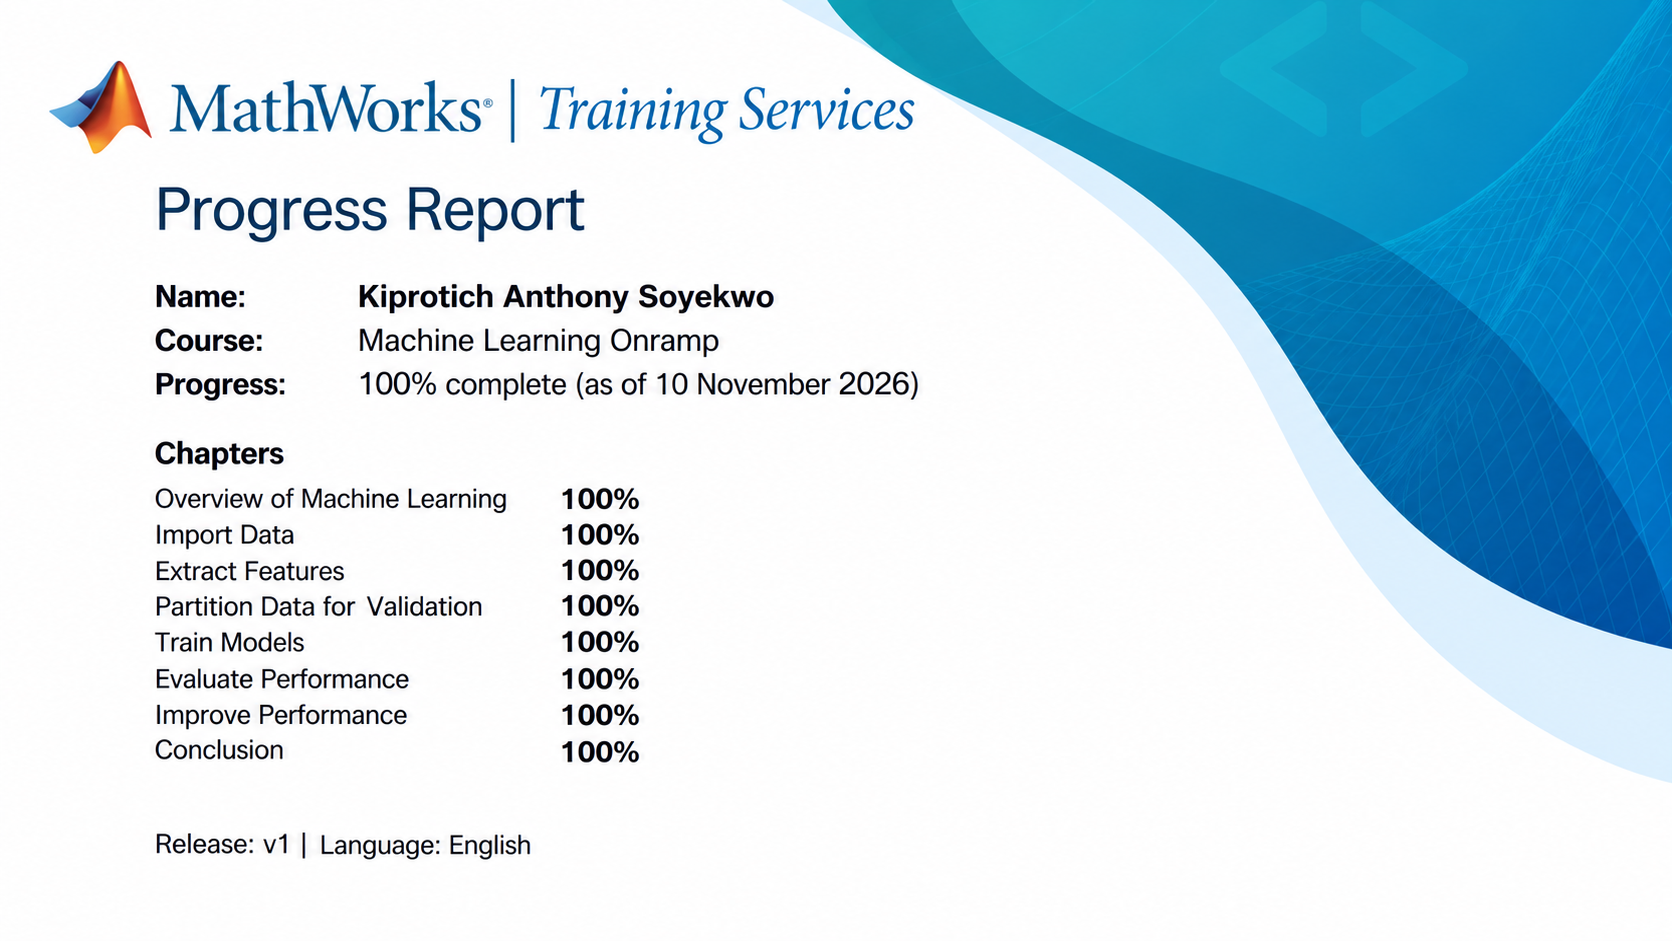 MathWorks® | Training Services
Progress Report
Name: Kiprotich Anthony Soyekwo
Course: Machine Learning Onramp
Progress: 100% complete (as of 10 November 2026)
Chapters
Overview of Machine Learning 100%
Import Data 100%
Extract Features 100%
Partition Data for Validation 100%
Train Models 100%
Evaluate Performance 100%
Improve Performance 100%
Conclusion 100%
Release: v1 | Language: English